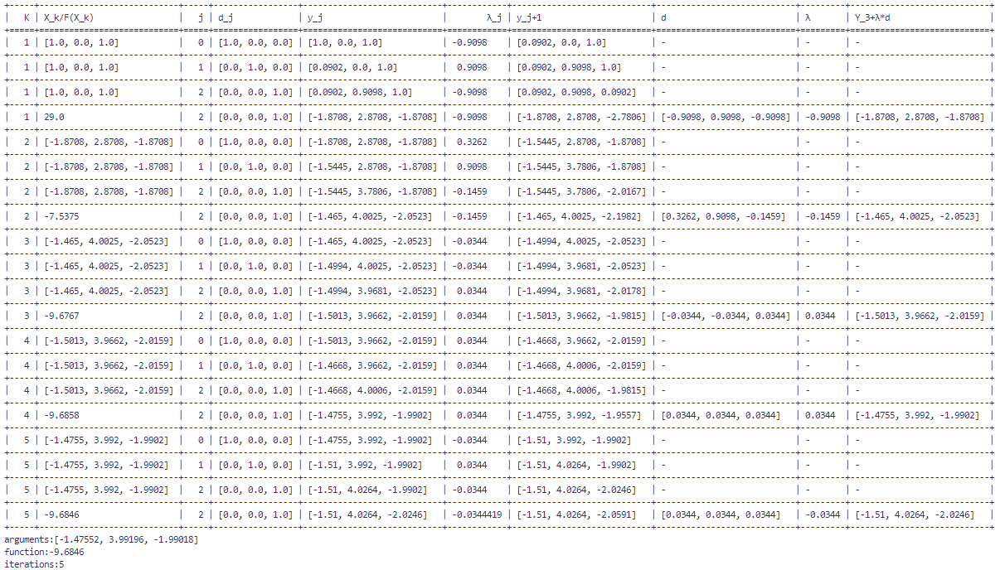 | K | X_k/F(X_k) | j | d_j | y_j | λ_j | y_j+1 | d | λ | Y_3+λ*d |
| 1 | [1.0, 0.0, 1.0] | 0 | [1.0, 0.0, 0.0] | [1.0, 0.0, 1.0] | -0.9098 | [0.0902, 0.0, 1.0] | - | - | - |
| 1 | [1.0, 0.0, 1.0] | 1 | [0.0, 1.0, 0.0] | [0.0902, 0.0, 1.0] | 0.9098 | [0.0902, 0.9098, 1.0] | - | - | - |
| 1 | [1.0, 0.0, 1.0] | 2 | [0.0, 0.0, 1.0] | [0.0902, 0.9098, 1.0] | -0.9098 | [0.0902, 0.9098, 0.0902] | - | - | - |
| 1 | 29.0 | 2 | [0.0, 0.0, 1.0] | [-1.8708, 2.8708, -1.8708] | -0.9098 | [-1.8708, 2.8708, -2.7806] | [-0.9098, 0.9098, -0.9098] | -0.9098 | [-1.8708, 2.8708, -1.8708] |
| 2 | [-1.8708, 2.8708, -1.8708] | 0 | [1.0, 0.0, 0.0] | [-1.8708, 2.8708, -1.8708] | 0.3262 | [-1.5445, 2.8708, -1.8708] | - | - | - |
| 2 | [-1.8708, 2.8708, -1.8708] | 1 | [0.0, 1.0, 0.0] | [-1.5445, 2.8708, -1.8708] | 0.9098 | [-1.5445, 3.7806, -1.8708] | - | - | - |
| 2 | [-1.8708, 2.8708, -1.8708] | 2 | [0.0, 0.0, 1.0] | [-1.5445, 3.7806, -1.8708] | -0.1459 | [-1.5445, 3.7806, -2.0167] | - | - | - |
| 2 | -7.5375 | 2 | [0.0, 0.0, 1.0] | [-1.465, 4.0025, -2.0523] | -0.1459 | [-1.465, 4.0025, -2.1982] | [0.3262, 0.9098, -0.1459] | -0.1459 | [-1.465, 4.0025, -2.0523] |
| 3 | [-1.465, 4.0025, -2.0523] | 0 | [1.0, 0.0, 0.0] | [-1.465, 4.0025, -2.0523] | -0.0344 | [-1.4994, 4.0025, -2.0523] | - | - | - |
| 3 | [-1.465, 4.0025, -2.0523] | 1 | [0.0, 1.0, 0.0] | [-1.4994, 4.0025, -2.0523] | -0.0344 | [-1.4994, 3.9681, -2.0523] | - | - | - |
| 3 | [-1.465, 4.0025, -2.0523] | 2 | [0.0, 0.0, 1.0] | [-1.4994, 3.9681, -2.0523] | 0.0344 | [-1.4994, 3.9681, -2.0178] | - | - | - |
| 3 | -9.6767 | 2 | [0.0, 0.0, 1.0] | [-1.5013, 3.9662, -2.0159] | 0.0344 | [-1.5013, 3.9662, -1.9815] | [-0.0344, -0.0344, 0.0344] | 0.0344 | [-1.5013, 3.9662, -2.0159] |
| 4 | [-1.5013, 3.9662, -2.0159] | 0 | [1.0, 0.0, 0.0] | [-1.5013, 3.9662, -2.0159] | 0.0344 | [-1.4668, 3.9662, -2.0159] | - | - | - |
| 4 | [-1.5013, 3.9662, -2.0159] | 1 | [0.0, 1.0, 0.0] | [-1.4668, 3.9662, -2.0159] | 0.0344 | [-1.4668, 4.0006, -2.0159] | - | - | - |
| 4 | [-1.5013, 3.9662, -2.0159] | 2 | [0.0, 0.0, 1.0] | [-1.4668, 4.0006, -2.0159] | 0.0344 | [-1.4668, 4.0006, -1.9815] | - | - | - |
| 4 | -9.6858 | 2 | [0.0, 0.0, 1.0] | [-1.4755, 3.992, -1.9902] | 0.0344 | [-1.4755, 3.992, -1.9557] | [0.0344, 0.0344, 0.0344] | 0.0344 | [-1.4755, 3.992, -1.9902] |
| 5 | [-1.4755, 3.992, -1.9902] | 0 | [1.0, 0.0, 0.0] | [-1.4755, 3.992, -1.9902] | -0.0344 | [-1.51, 3.992, -1.9902] | - | - | - |
| 5 | [-1.4755, 3.992, -1.9902] | 1 | [0.0, 1.0, 0.0] | [-1.51, 3.992, -1.9902] | 0.0344 | [-1.51, 4.0264, -1.9902] | - | - | - |
| 5 | [-1.4755, 3.992, -1.9902] | 2 | [0.0, 0.0, 1.0] | [-1.51, 4.0264, -1.9902] | -0.0344 | [-1.51, 4.0264, -2.0246] | - | - | - |
| 5 | -9.6846 | 2 | [0.0, 0.0, 1.0] | [-1.51, 4.0264, -2.0246] | -0.0344419 | [-1.51, 4.0264, -2.0591] | [0.0344, 0.0344, 0.0344] | -0.0344 | [-1.51, 4.0264, -2.0246] |
arguments:[-1.47552, 3.99196, -1.99018]
function:-9.6846
iterations:5